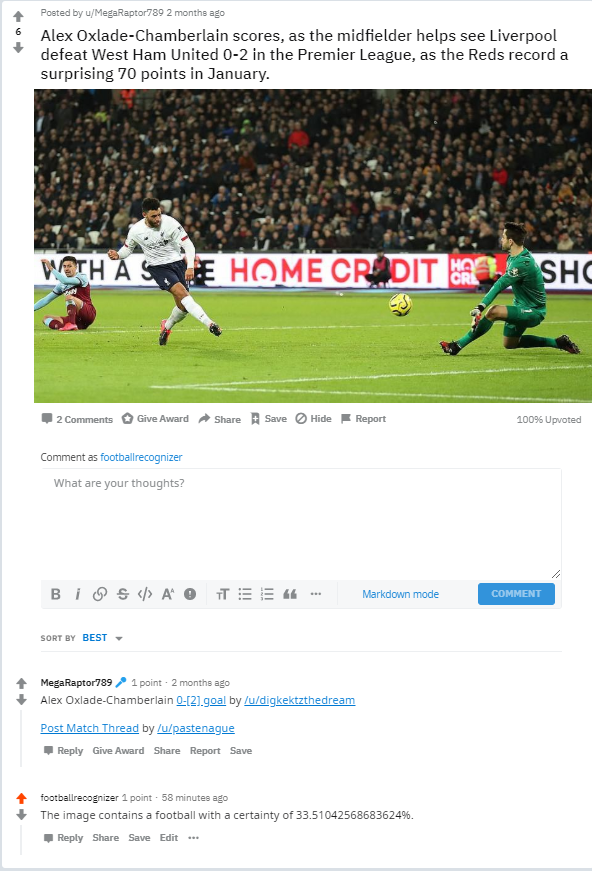 Posted by u/MegaRaptor789 2 months ago
6
Alex Oxlade-Chamberlain scores, as the midfielder helps see Liverpool
defeat West Ham United 0-2 in the Premier League, as the Reds record a
surprising 70 points in January.
WITH A S E HOME CREDIT HO SHO
CRE
2 Comments Give Award Share Save Hide Report 100% Upvoted
Comment as footballrecognizer
What are your thoughts?
B i S </> A TT ... Markdown mode COMMENT
SORT BY BEST
MegaRaptor789 1 point · 2 months ago
Alex Oxlade-Chamberlain 0-[2] goal by /u/digkektzthedream
Post Match Thread by /u/pastenague
Reply Give Award Share Report Save
footballrecognizer 1 point · 58 minutes ago
The image contains a football with a certainty of 33.51042568683624%.
Reply Share Save Edit ...